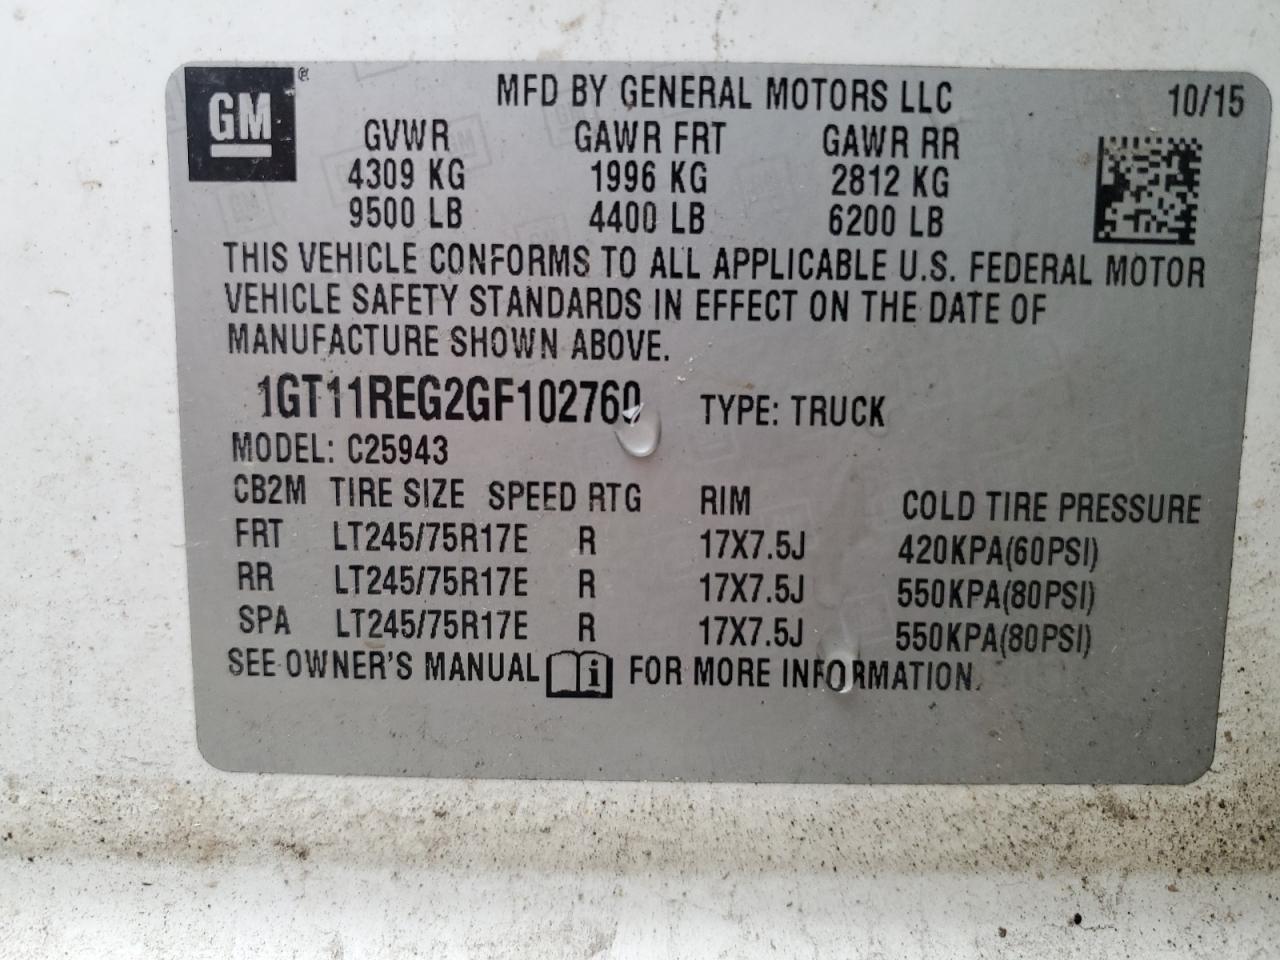 GM
®
MFD BY GENERAL MOTORS LLC 10/15
GVWR GAWR FRT GAWR RR
4309 KG 1996 KG 2812 KG
9500 LB 4400 LB 6200 LB
THIS VEHICLE CONFORMS TO ALL APPLICABLE U.S. FEDERAL MOTOR
VEHICLE SAFETY STANDARDS IN EFFECT ON THE DATE OF
MANUFACTURE SHOWN ABOVE.
1GT11REG2GF102760 TYPE: TRUCK
MODEL: C25943
CB2M TIRE SIZE SPEED RTG RIM COLD TIRE PRESSURE
FRT LT245/75R17E R 17X7.5J 420KPA(60PSI)
RR LT245/75R17E R 17X7.5J 550KPA(80PSI)
SPA LT245/75R17E R 17X7.5J 550KPA(80PSI)
SEE OWNER'S MANUAL i FOR MORE INFORMATION.